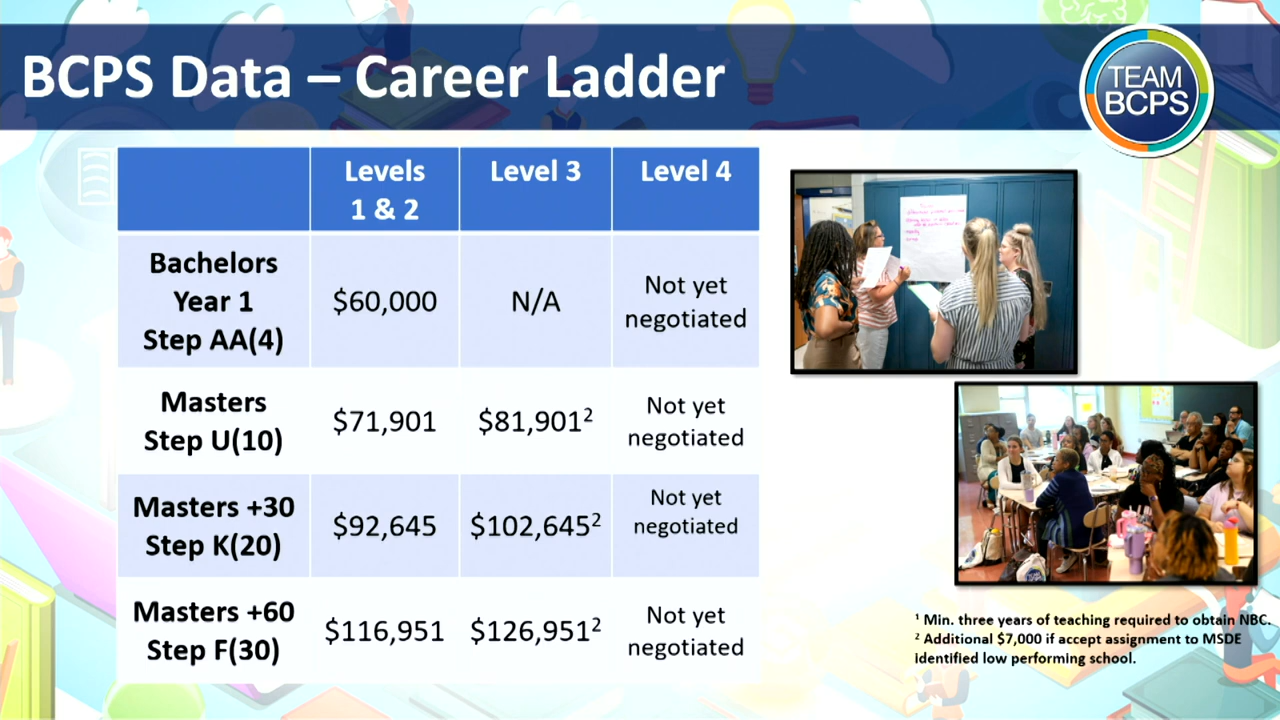 BCPS Data – Career Ladder
TEAM
BCPS
Levels
1 & 2
Level 3
Level 4
Bachelors
Year 1
Step AA(4)
$60,000
N/A
Not yet
negotiated
Masters
Step U(10)
$71,901
$81,901²
Not yet
negotiated
Masters +30
Step K(20)
$92,645
$102,645²
Not yet
negotiated
Masters +60
Step F(30)
$116,951
$126,951²
Not yet
negotiated
¹ Min. three years of teaching required to obtain NBC.
² Additional $7,000 if accept assignment to MSDE
identified low performing school.